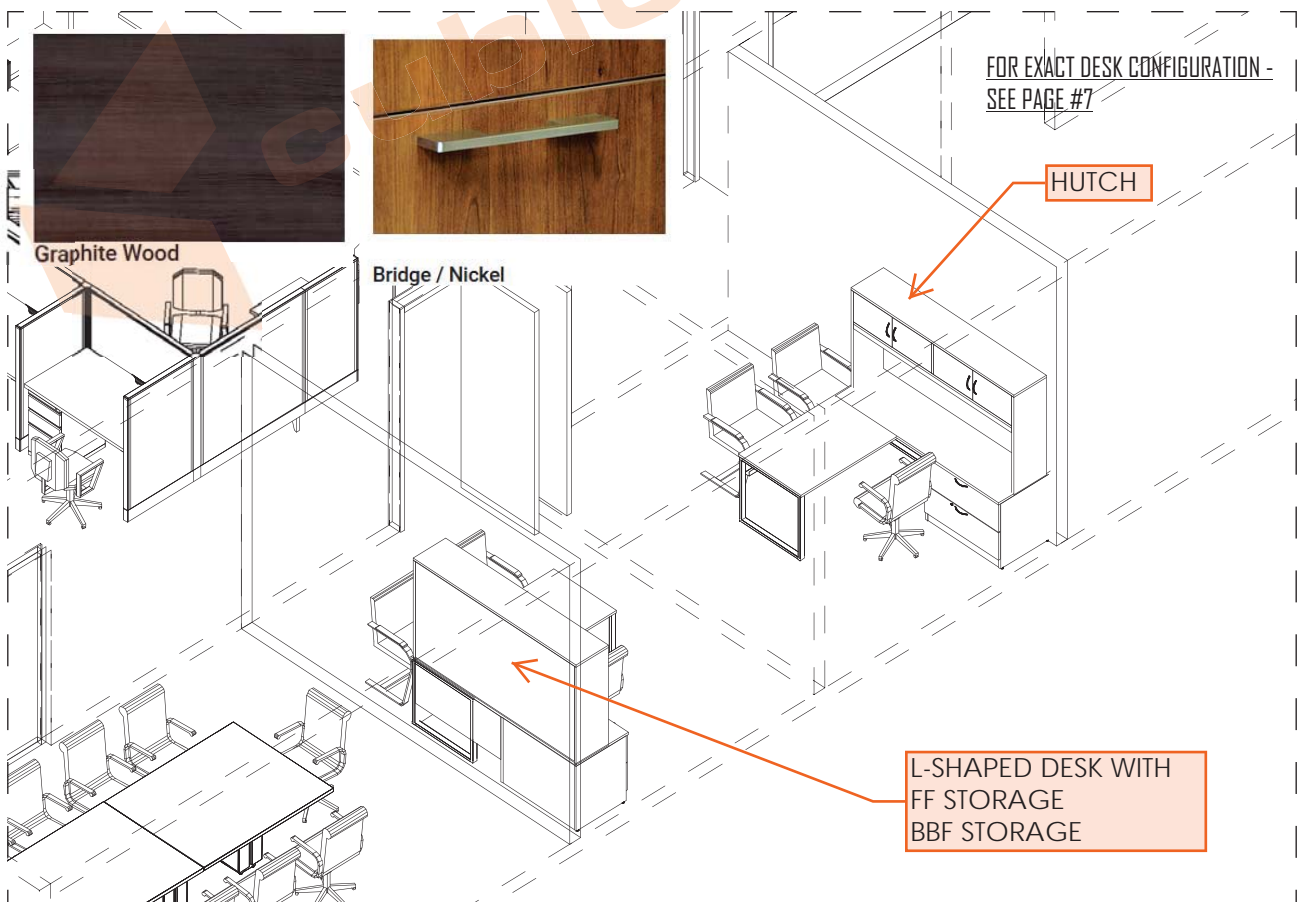 FOR EXACT DESK CONFIGURATION -
SEE PAGE #7
HUTCH
Graphite Wood
Bridge / Nickel
L-SHAPED DESK WITH
FF STORAGE
BBF STORAGE